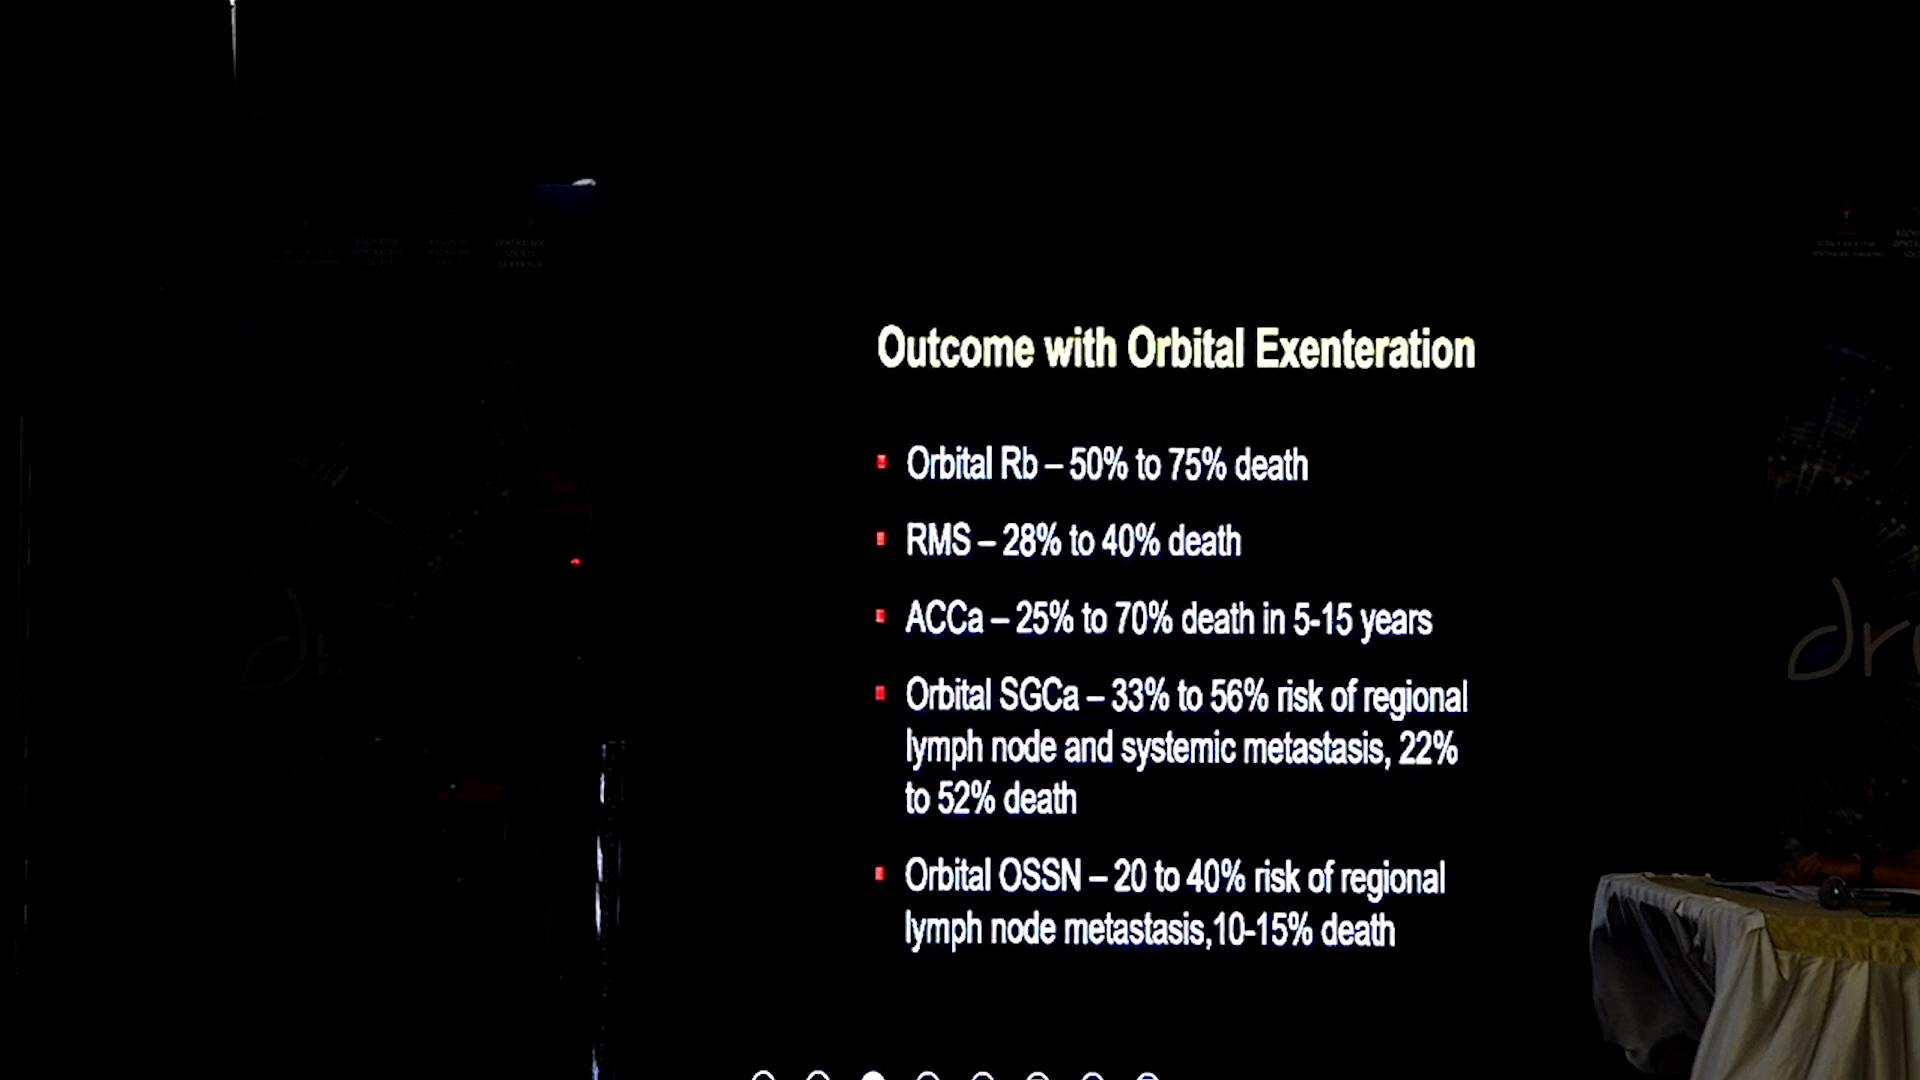 Outcome with Orbital Exenteration
Orbital Rb – 50% to 75% death
RMS – 28% to 40% death
ACCa – 25% to 70% death in 5-15 years
Orbital SGCa – 33% to 56% risk of regional
lymph node and systemic metastasis, 22%
to 52% death
Orbital OSSN – 20 to 40% risk of regional
lymph node metastasis,10-15% death